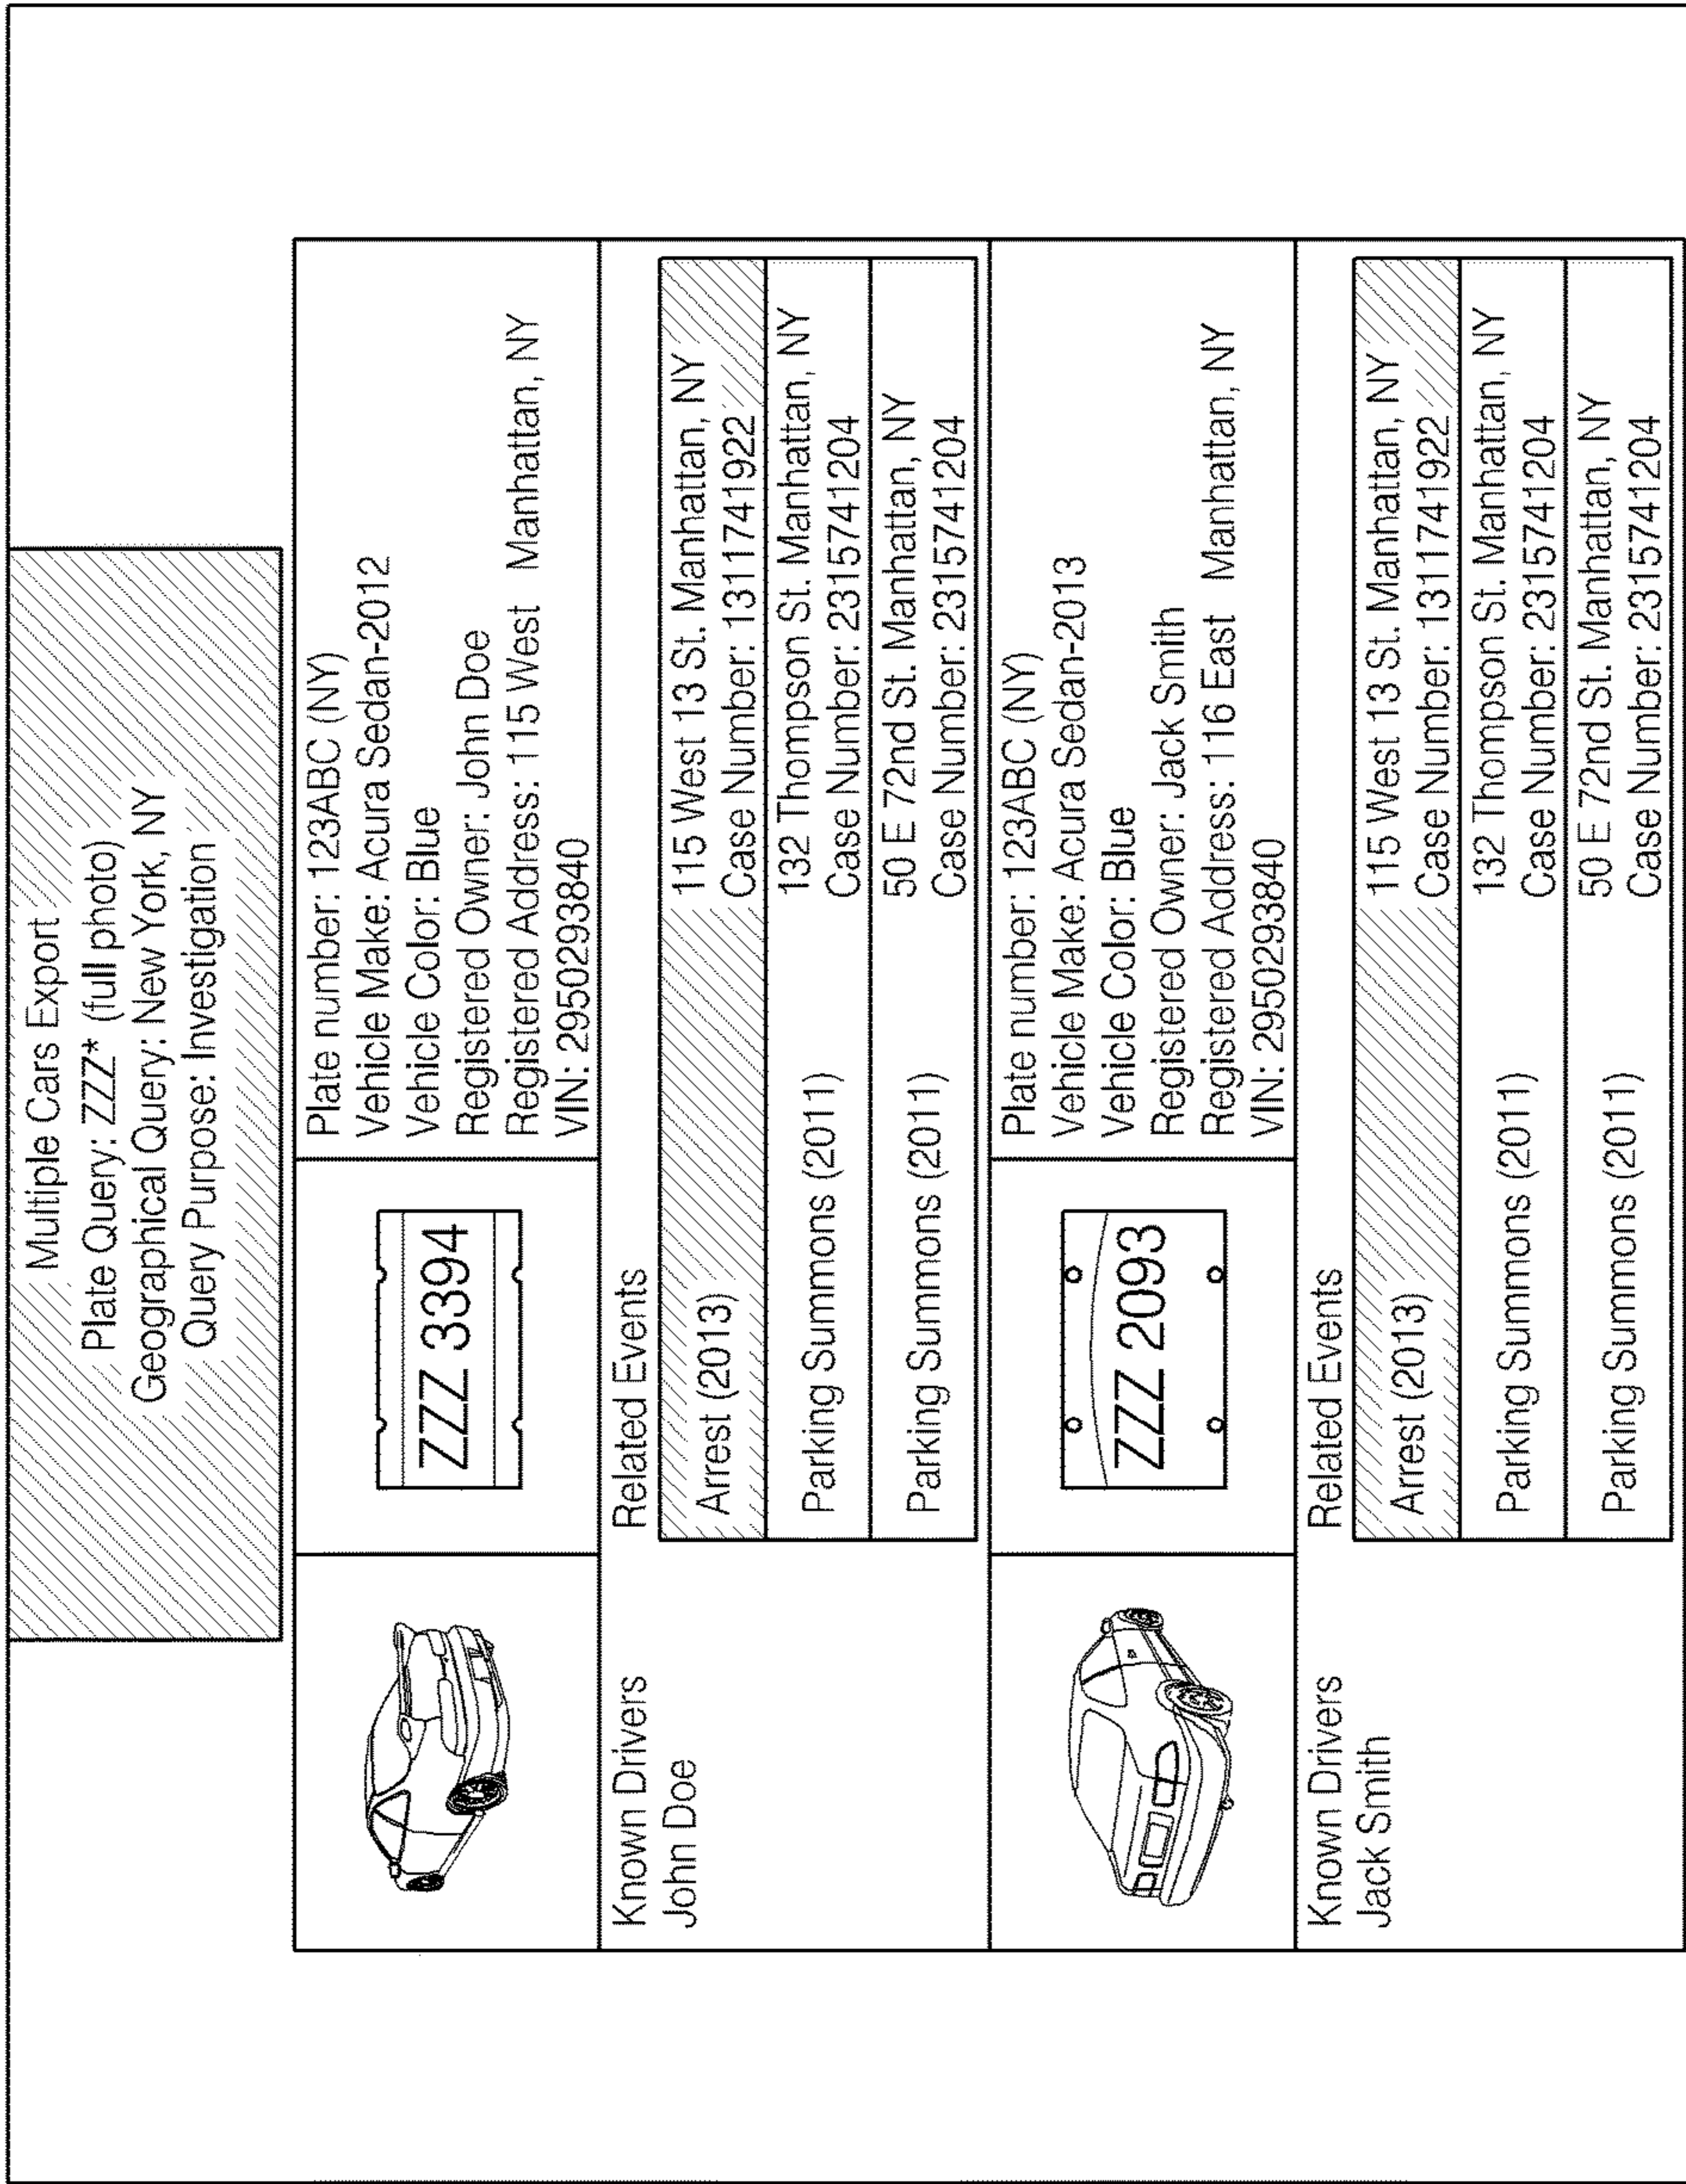 Multiple Cars Export
Plate Query: ZZZ* (full photo)
Geographical Query: New York, NY
Query Purpose: Investigation
ZZZ 3394
Plate number: 123ABC (NY)
Vehicle Make: Acura Sedan-2012
Vehicle Color: Blue
Registered Owner: John Doe
Registered Address: 115 West Manhattan, NY
VIN: 2950293840
Known Drivers
John Doe
Related Events
Arrest (2013)
115 West 13 St. Manhattan, NY
Case Number: 1311741922
Parking Summons (2011)
132 Thompson St. Manhattan, NY
Case Number: 2315741204
Parking Summons (2011)
50 E 72nd St. Manhattan, NY
Case Number: 2315741204
ZZZ 2093
Plate number: 123ABC (NY)
Vehicle Make: Acura Sedan-2013
Vehicle Color: Blue
Registered Owner: Jack Smith
Registered Address: 116 East Manhattan, NY
VIN: 2950293840
Known Drivers
Jack Smith
Related Events
Arrest (2013)
115 West 13 St. Manhattan, NY
Case Number: 1311741922
Parking Summons (2011)
132 Thompson St. Manhattan, NY
Case Number: 2315741204
Parking Summons (2011)
50 E 72nd St. Manhattan, NY
Case Number: 2315741204